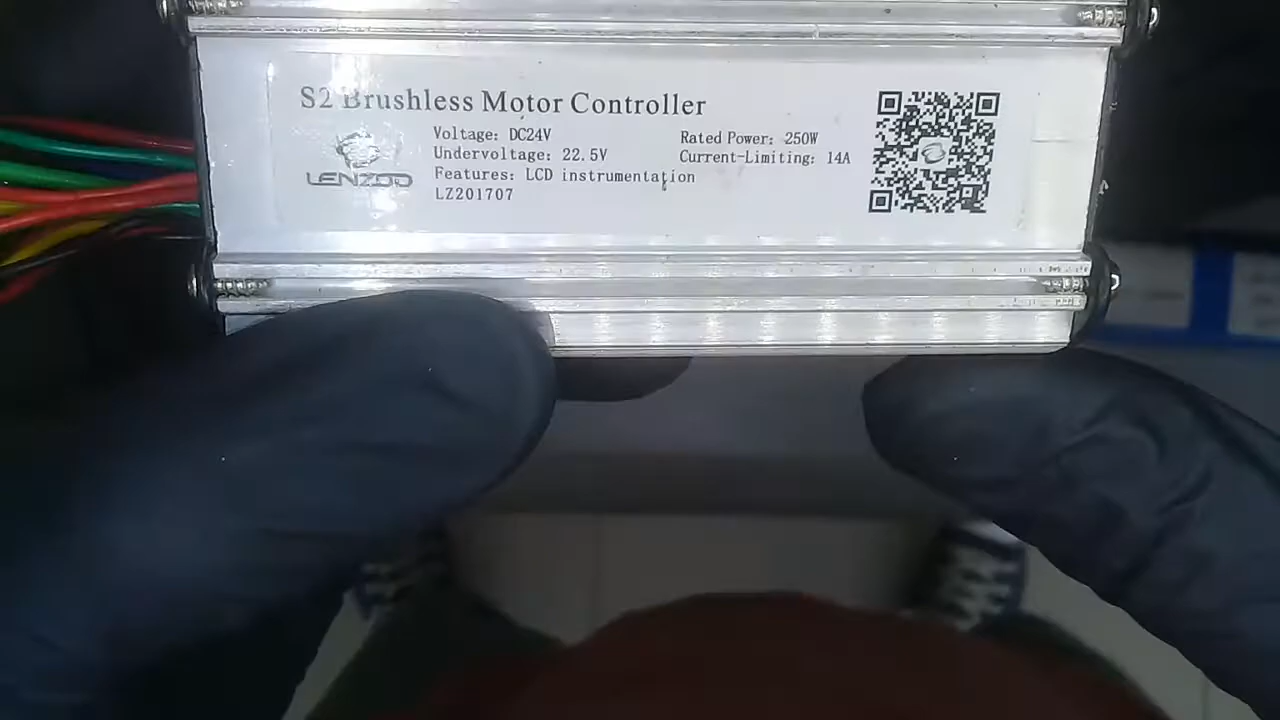 S2 Brushless Motor Controller
Voltage: DC24V
Rated Power: 250W
Undervoltage: 22.5V
Current-Limiting: 14A
Features: LCD instrumentation
LZ201707
LENZOD